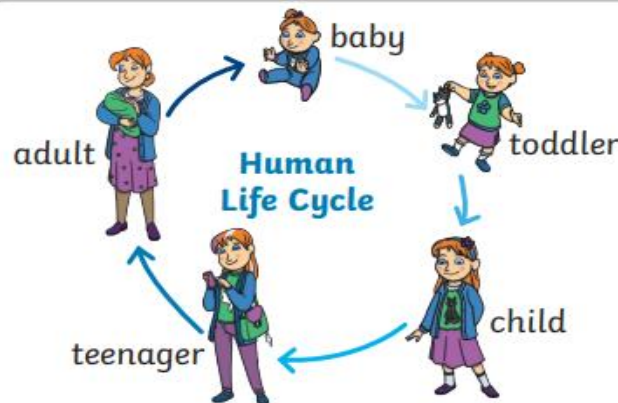 baby
toddler
adult
Human
Life Cycle
child
teenager